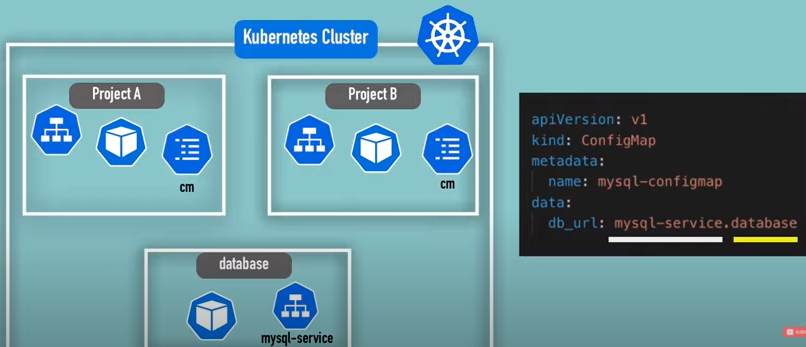 Kubernetes Cluster
Project A
Project B
cm
cm
database
mysql-service
apiVersion: v1
kind: ConfigMap
metadata:
name: mysql-configmap
data:
db_url: mysql-service.database